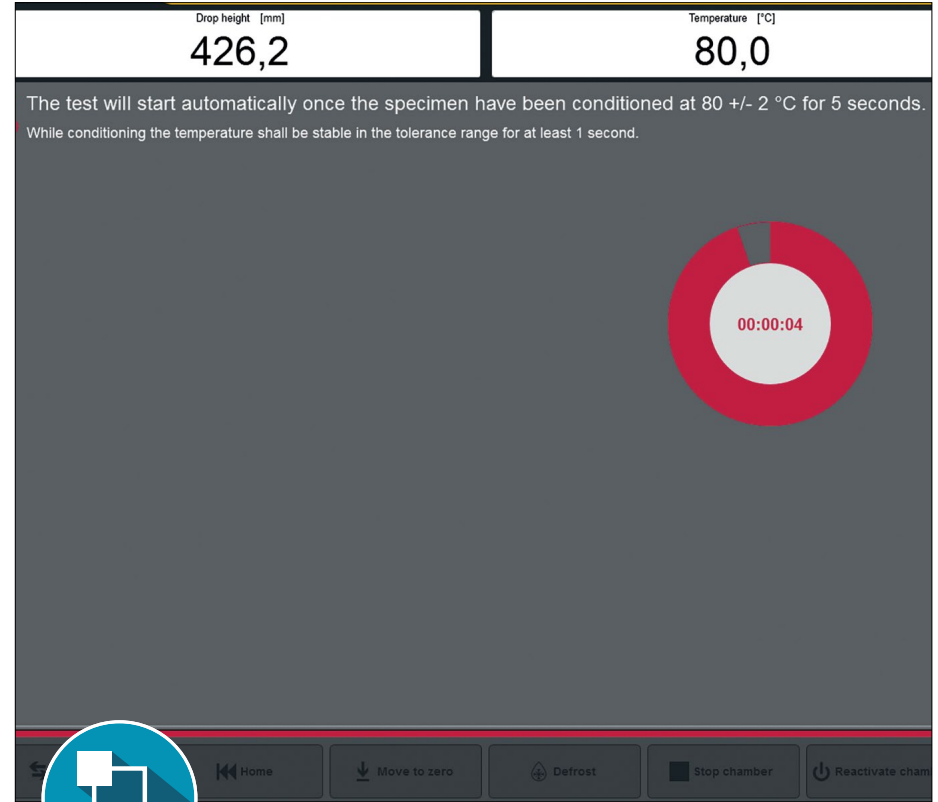 Drop height [mm]
426,2
Temperature [°C]
80,0
The test will start automatically once the specimen have been conditioned at 80 +/- 2 °C for 5 seconds.
While conditioning the temperature shall be stable in the tolerance range for at least 1 second.
00:00:04
Home
Move to zero
Defrost
Stop chamber
Reactivate cham